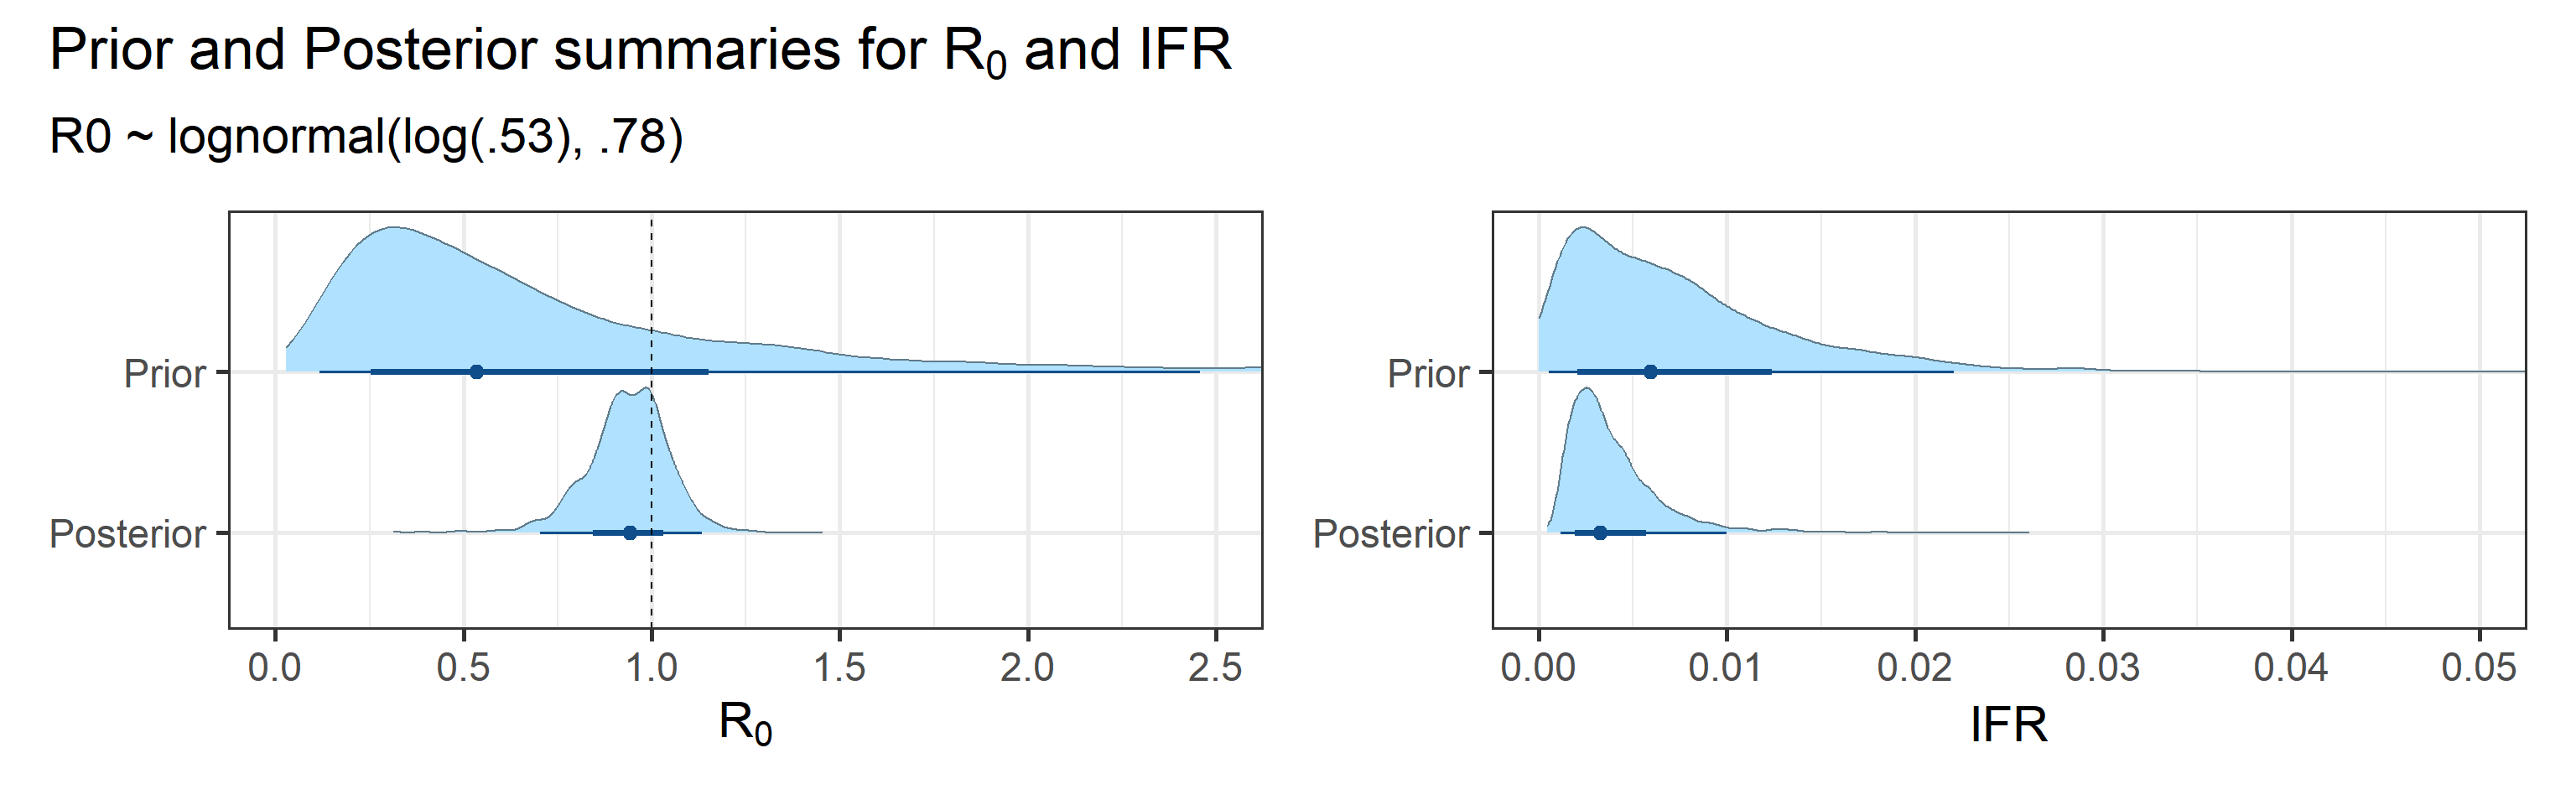 Prior and Posterior summaries for R₀ and IFR
R0 ~ lognormal(log(.53), .78)
Prior
Posterior
0.0 0.5 1.0 1.5 2.0 2.5
R₀
Prior
Posterior
0.00 0.01 0.02 0.03 0.04 0.05
IFR